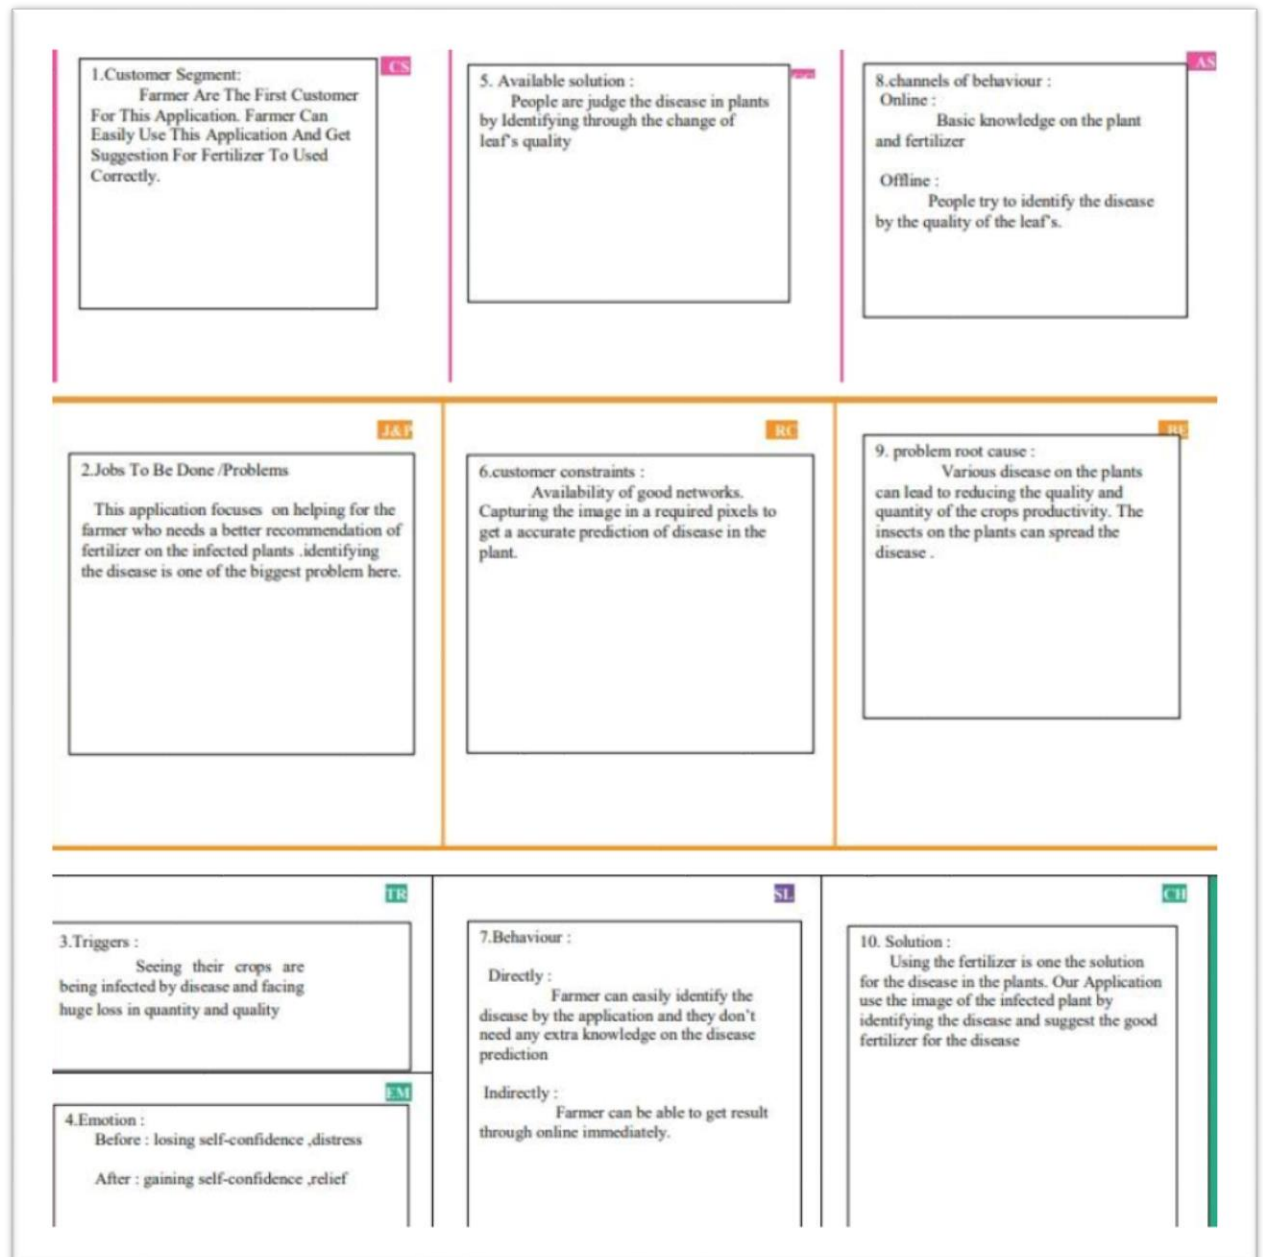 CS
1.Customer Segment:
Farmer Are The First Customer
For This Application. Farmer Can
Easily Use This Application And Get
Suggestion For Fertilizer To Used
Correctly.
5. Available solution :
People are judge the disease in plants
by Identifying through the change of
leaf's quality
AS
8.channels of behaviour :
Online :
Basic knowledge on the plant
and fertilizer
Offline :
People try to identify the disease
by the quality of the leaf's.
J&P
2.Jobs To Be Done /Problems
This application focuses on helping for the
farmer who needs a better recommendation of
fertilizer on the infected plants .identifying
the disease is one of the biggest problem here.
RC
6.customer constraints :
Availability of good networks.
Capturing the image in a required pixels to
get a accurate prediction of disease in the
plant.
BE
9. problem root cause :
Various disease on the plants
can lead to reducing the quality and
quantity of the crops productivity. The
insects on the plants can spread the
disease .
TR
3.Triggers :
Seeing their crops are
being infected by disease and facing
huge loss in quantity and quality
EM
4.Emotion :
Before : losing self-confidence ,distress
After : gaining self-confidence ,relief
SL
7.Behaviour :
Directly :
Farmer can easily identify the
disease by the application and they don't
need any extra knowledge on the disease
prediction
Indirectly :
Farmer can be able to get result
through online immediately.
CH
10. Solution :
Using the fertilizer is one the solution
for the disease in the plants. Our Application
use the image of the infected plant by
identifying the disease and suggest the good
fertilizer for the disease